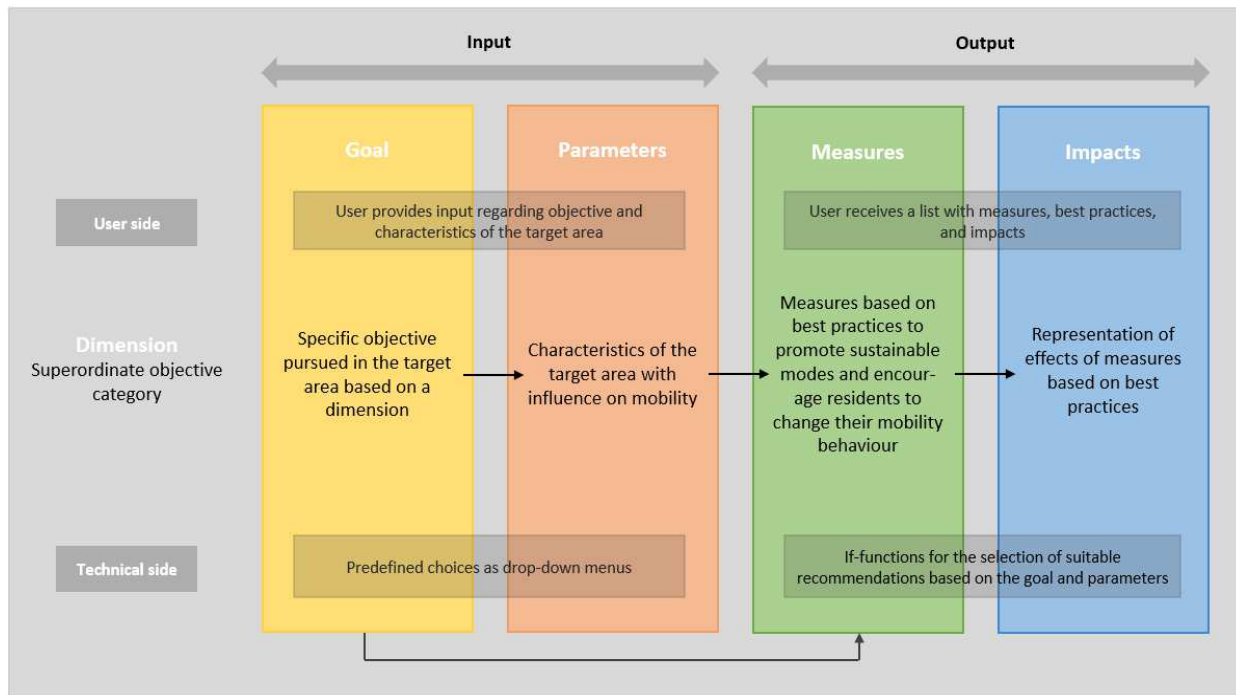 Input
Output
Goal
Parameters
Measures
Impacts
User side
User provides input regarding objective and
characteristics of the target area
User receives a list with measures, best practices,
and impacts
Dimension
Superordinate objective
category
Specific objective
pursued in the target
area based on a
dimension
Characteristics of the
target area with
influence on mobility
Measures based on
best practices to
promote sustainable
modes and encour-
age residents to
change their mobility
behaviour
Representation of
effects of measures
based on best
practices
Technical side
Predefined choices as drop-down menus
If-functions for the selection of suitable
recommendations based on the goal and parameters